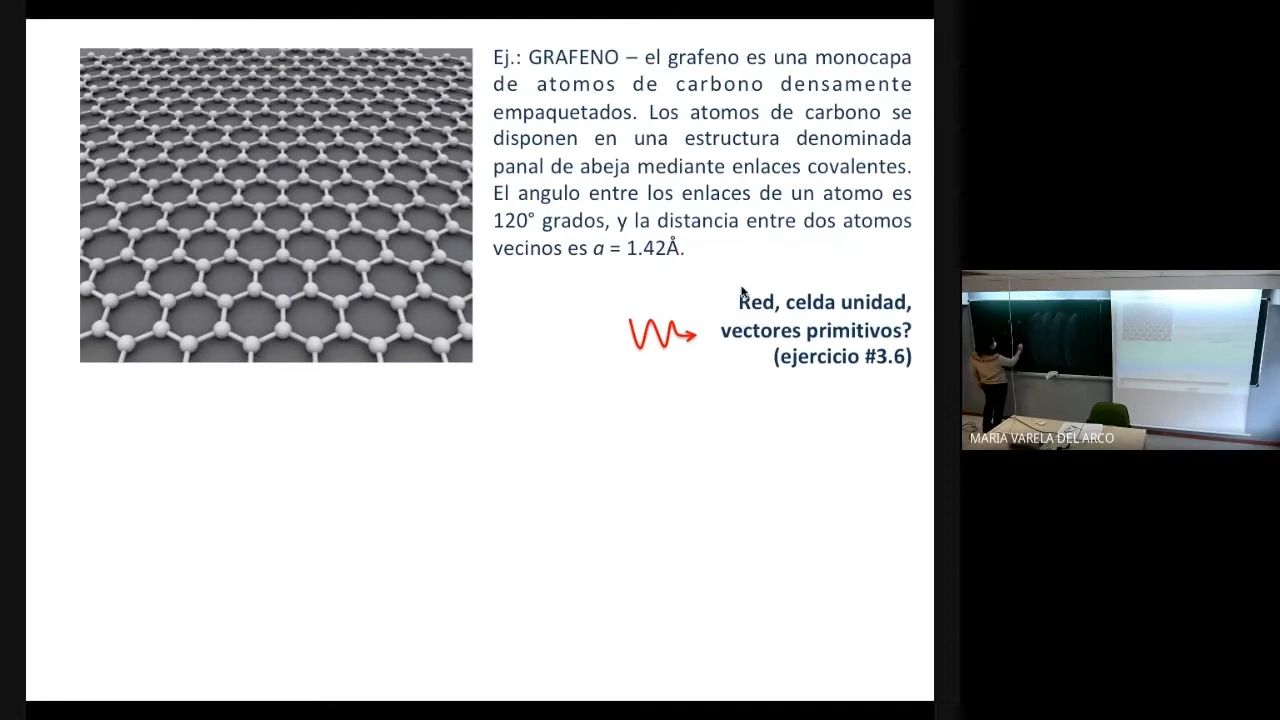 Ej.: GRAFENO – el grafeno es una monocapa
de atomos de carbono densamente
empaquetados. Los atomos de carbono se
disponen en una estructura denominada
panal de abeja mediante enlaces covalentes.
El angulo entre los enlaces de un atomo es
120° grados, y la distancia entre dos atomos
vecinos es a = 1.42Å.
Red, celda unidad,
vectores primitivos?
(ejercicio #3.6)
MARIA VARELA DEL ARCO